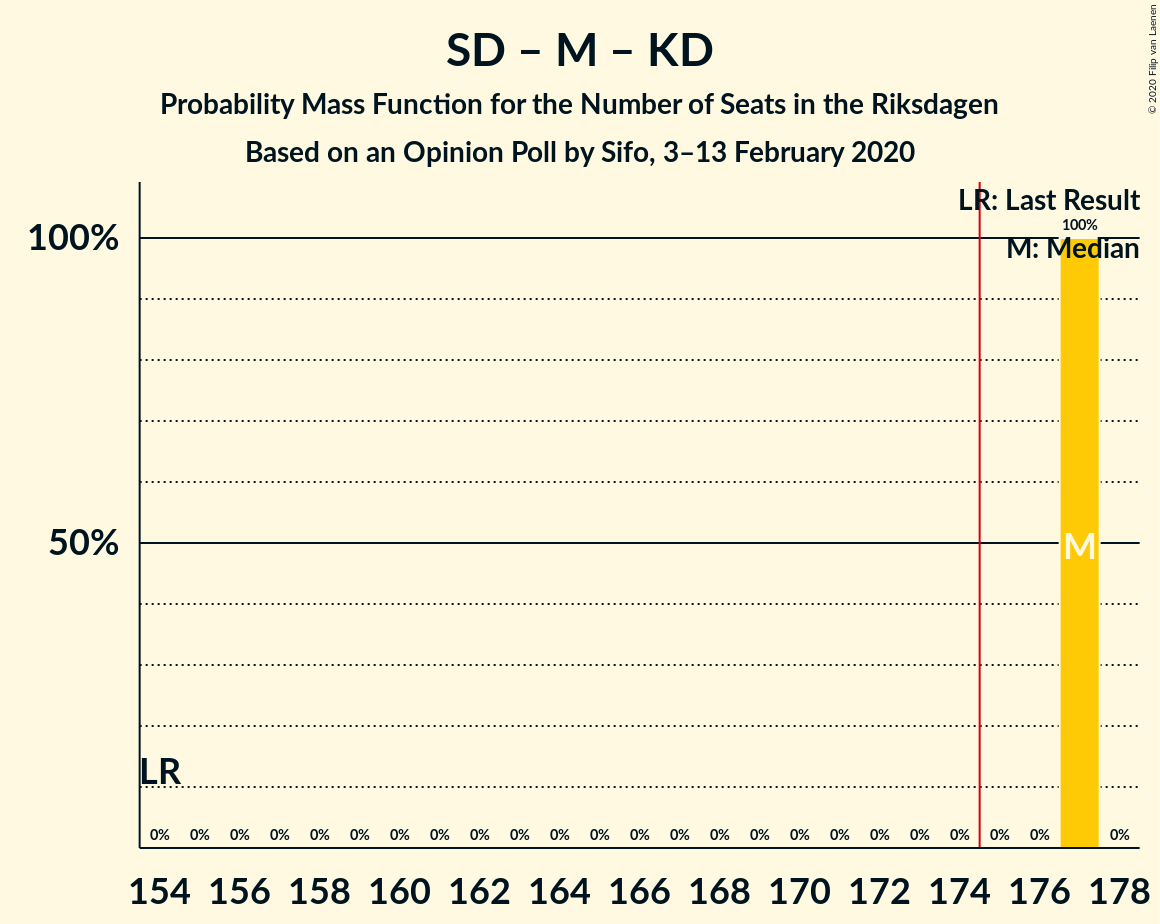 SD – M – KD
Probability Mass Function for the Number of Seats in the Riksdagen
Based on an Opinion Poll by Sifo, 3–13 February 2020
© 2020 Filip van Laenen
LR: Last Result
100%
M: Median
100%
50%
M
LR
0% 0% 0% 0% 0% 0% 0% 0% 0% 0% 0% 0% 0% 0% 0% 0% 0% 0% 0% 0% 0% 0% 0% 0%
154 156 158 160 162 164 166 168 170 172 174 176 178